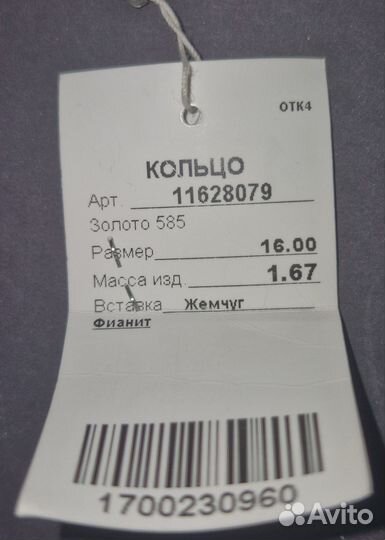 ОТК4
КОЛЬЦО
Арт. 11628079
Золото 585
Размер 16.00
Масса изд. 1.67
Вставка Жемчуг
Фианит
1700230960
Avito